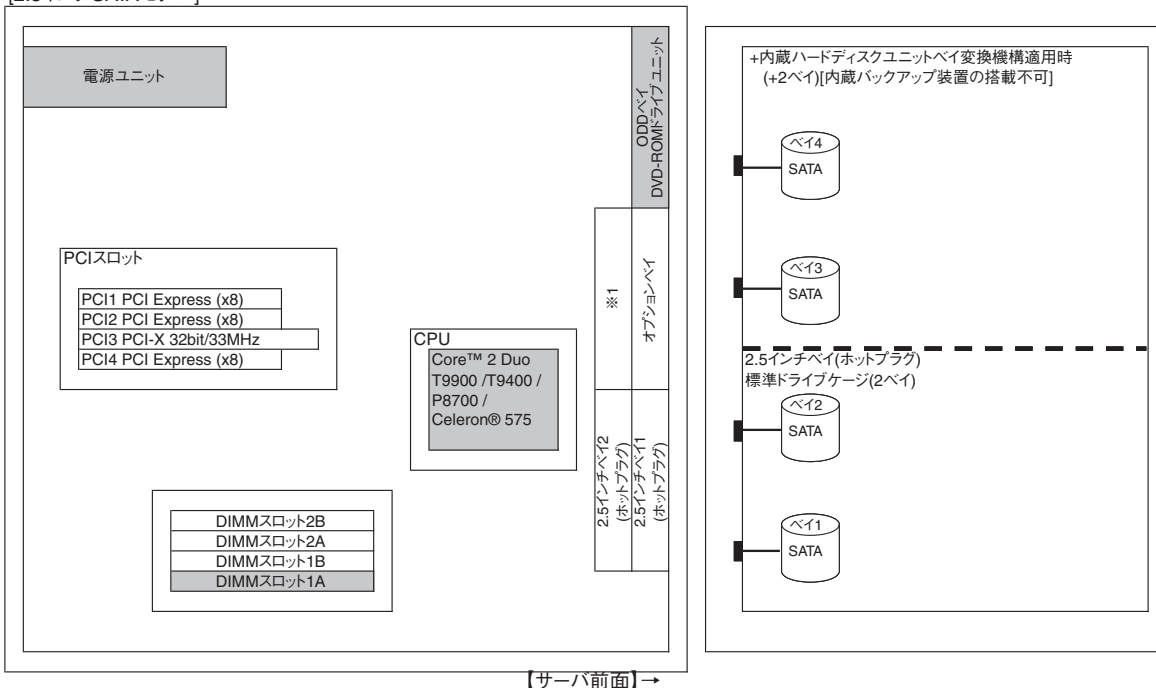 電源ユニット
ODDベイ
DVD-ROMドライブユニット
PCIスロット
PCI1 PCI Express (x8)
PCI2 PCI Express (x8)
PCI3 PCI-X 32bit/33MHz
PCI4 PCI Express (x8)
※1
オプションベイ
CPU
Core™ 2 Duo
T9900 /T9400 /
P8700 /
Celeron® 575
2.5インチベイ2
(ホットプラグ)
2.5インチベイ1
(ホットプラグ)
DIMMスロット2B
DIMMスロット2A
DIMMスロット1B
DIMMスロット1A
【サーバ前面】→
+内蔵ハードディスクユニットベイ変換機構適用時
(+2ベイ)[内蔵バックアップ装置の搭載不可]
ベイ4
SATA
ベイ3
SATA
2.5インチベイ(ホットプラグ)
標準ドライブケージ(2ベイ)
ベイ2
SATA
ベイ1
SATA